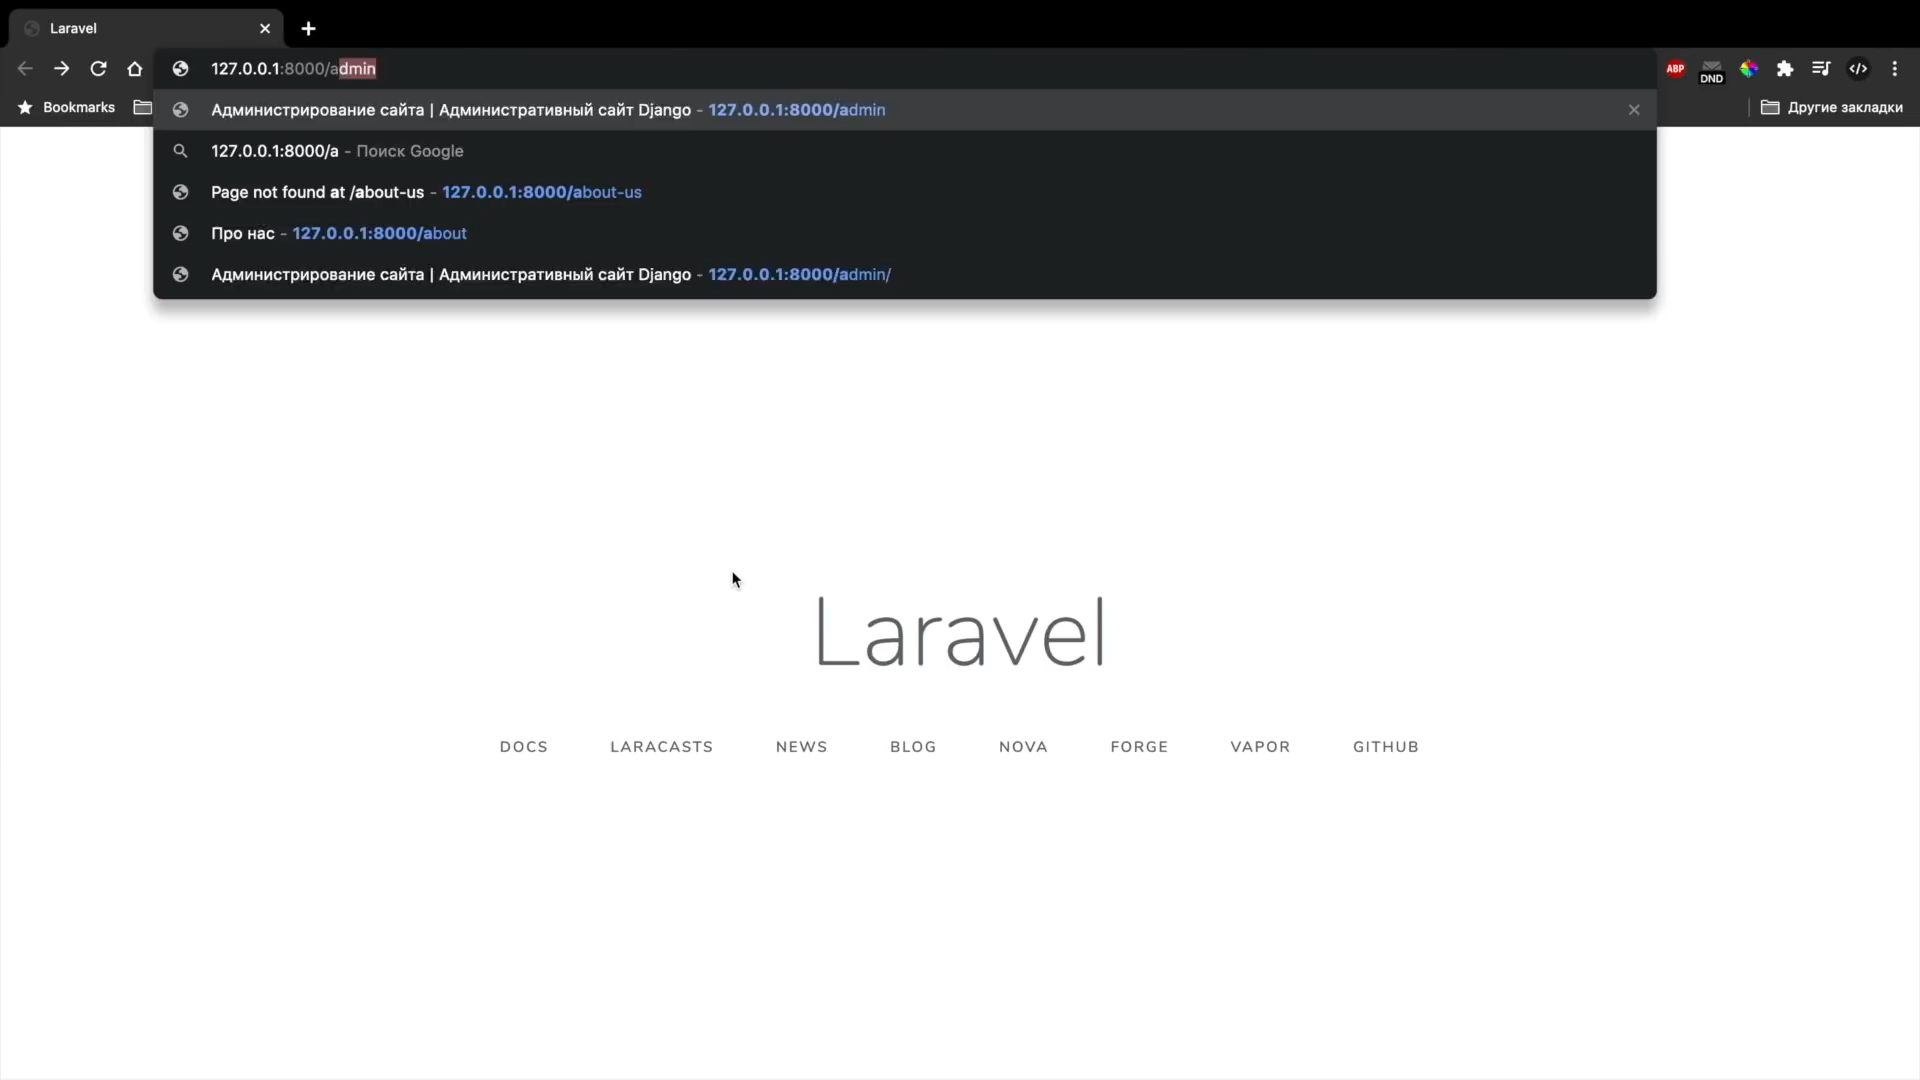 Laravel
127.0.0.1:8000/admin
ABP
DND
Bookmarks
Другие закладки
Администрирование сайта | Административный сайт Django - 127.0.0.1:8000/admin
127.0.0.1:8000/a - Поиск Google
Page not found at /about-us - 127.0.0.1:8000/about-us
Про нас - 127.0.0.1:8000/about
Администрирование сайта | Административный сайт Django - 127.0.0.1:8000/admin/
Laravel
DOCS LARACASTS NEWS BLOG NOVA FORGE VAPOR GITHUB